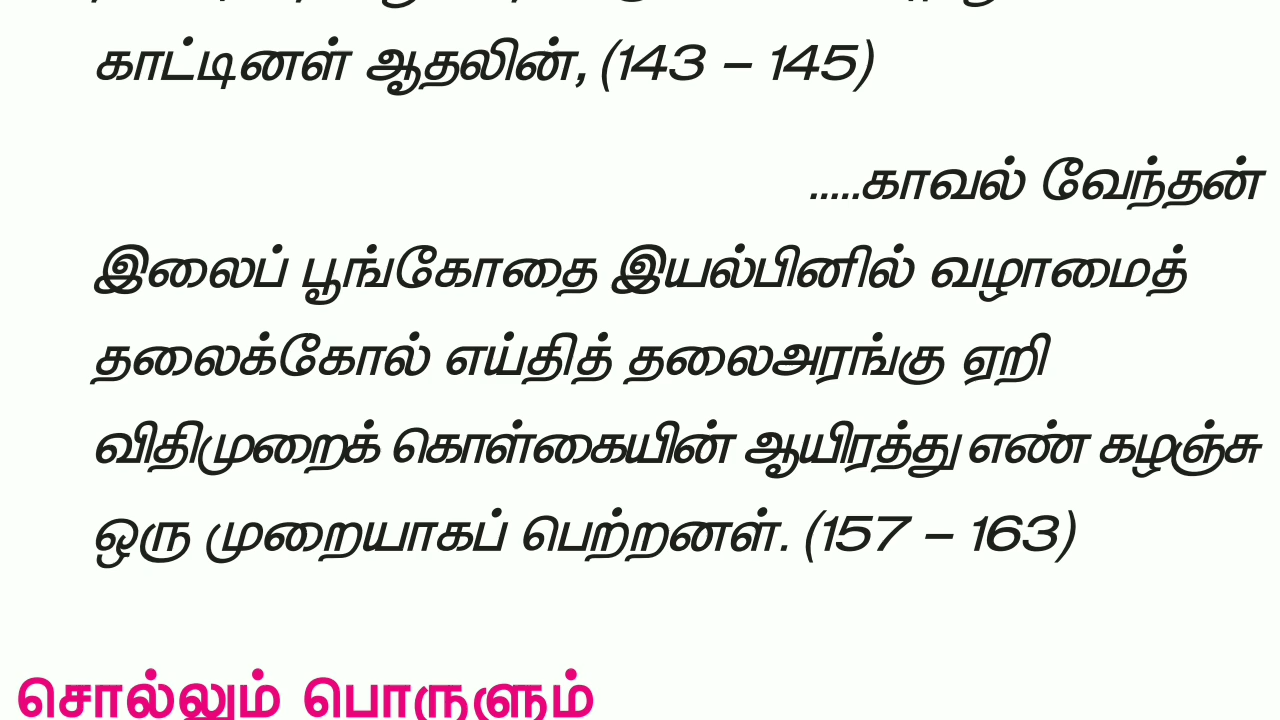 காட்டினள் ஆதலின், (143 – 145)
.....காவல் வேந்தன்
இலைப் பூங்கோதை இயல்பினில் வழாமைத்
தலைக்கோல் எய்தித் தலைஅரங்கு ஏறி
விதிமுறைக் கொள்கையின் ஆயிரத்து எண் கழஞ்சு
ஒரு முறையாகப் பெற்றனள். (157 – 163)
சொல்லும் பொருளும்